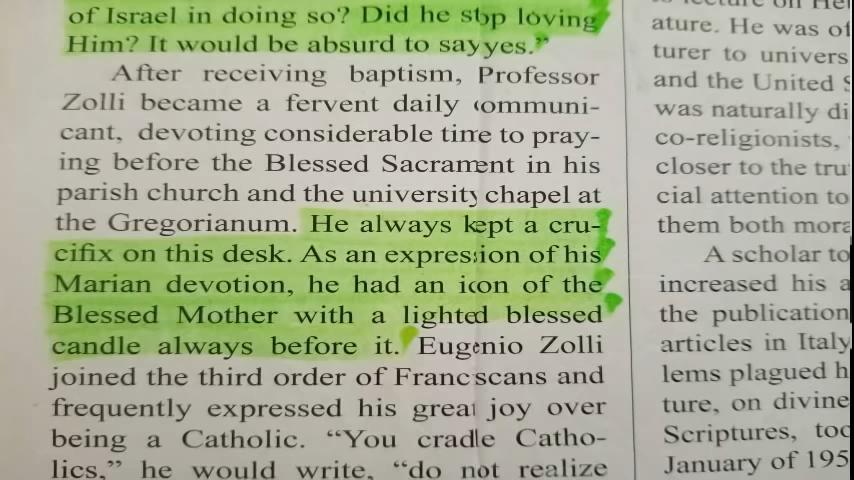 of Israel in doing so? Did he stop loving
Him? It would be absurd to say yes.”
After receiving baptism, Professor
Zolli became a fervent daily communi-
cant, devoting considerable time to pray-
ing before the Blessed Sacrament in his
parish church and the university chapel at
the Gregorianum. He always kept a cru-
cifix on this desk. As an expression of his
Marian devotion, he had an icon of the
Blessed Mother with a lighted blessed
candle always before it. Eugenio Zolli
joined the third order of Franciscans and
frequently expressed his great joy over
being a Catholic. “You cradle Catho-
lics,” he would write, “do not realize
ature. He was
turer to univers
and the United
was naturally di
co-religionists,
closer to the tru
cial attention to
them both mora
A scholar to
increased his a
the publication
articles in Italy
lems plagued h
ture, on divine
Scriptures, too
January of 195